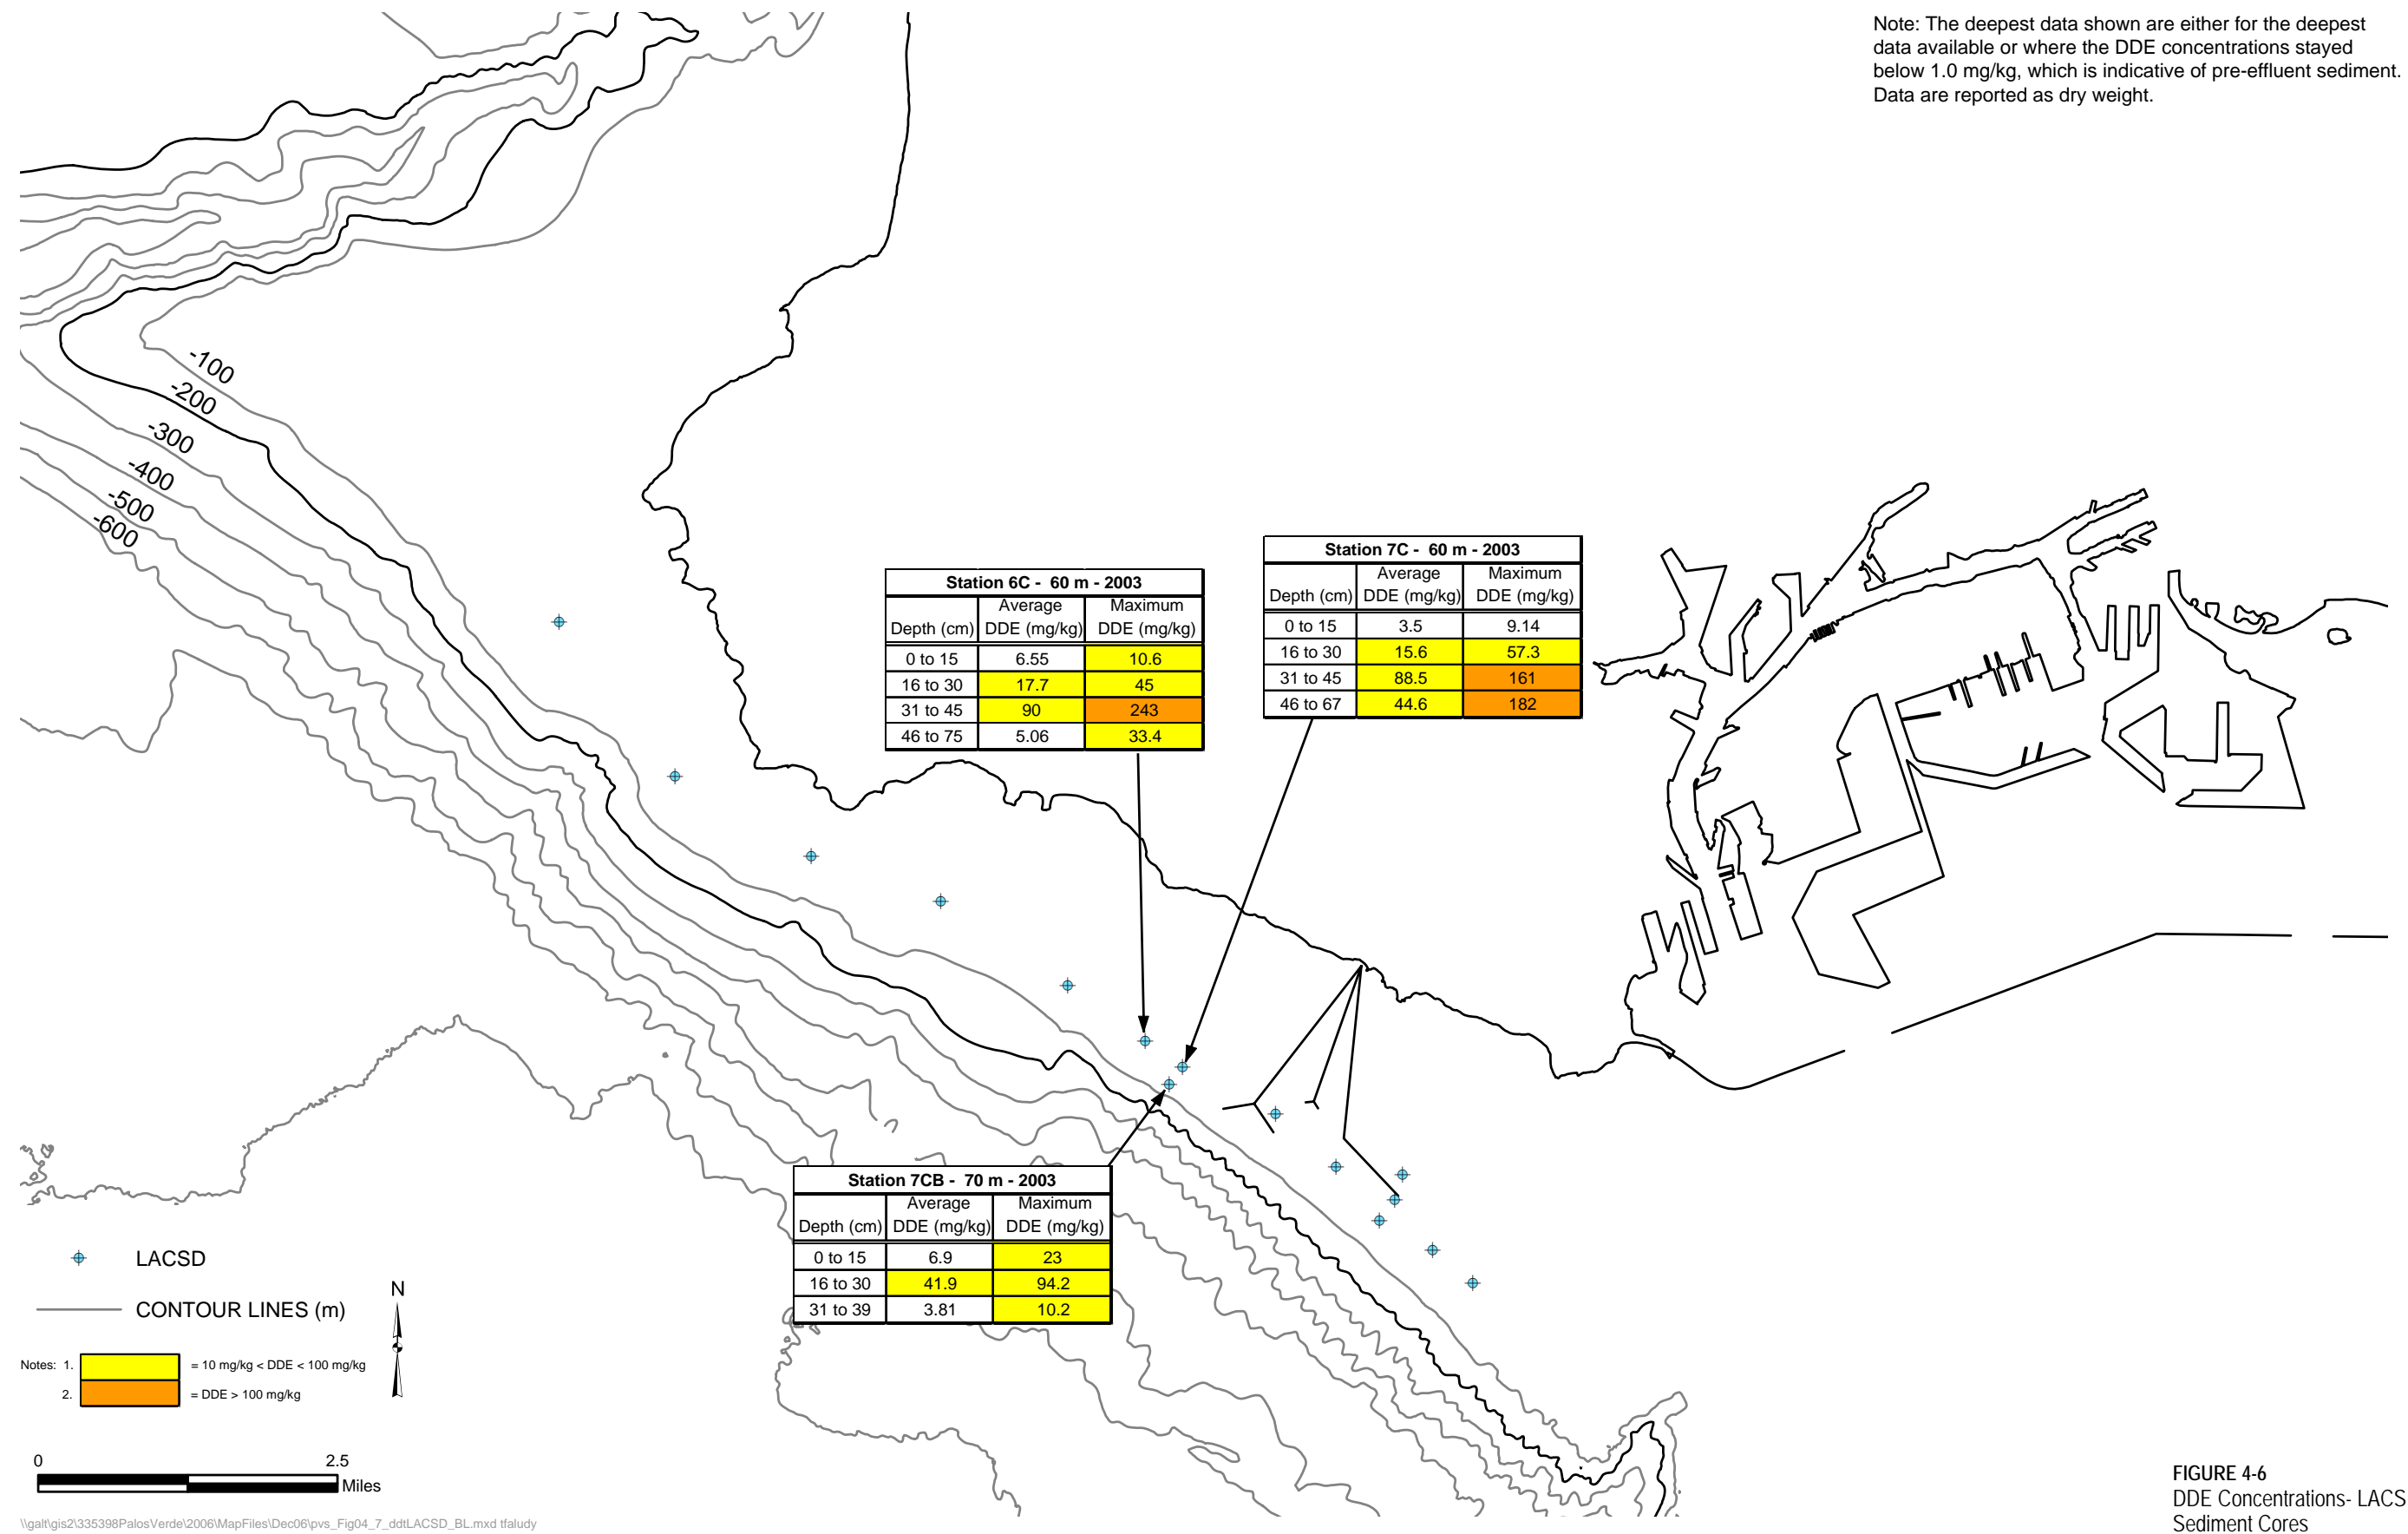 Note: The deepest data shown are either for the deepest
data available or where the DDE concentrations stayed
below 1.0 mg/kg, which is indicative of pre-effluent sediment.
Data are reported as dry weight.
-100
-200
-300
-400
-500
-600
Station 6C - 60 m - 2003
Depth (cm) Average DDE (mg/kg) Maximum DDE (mg/kg)
0 to 15 6.55 10.6
16 to 30 17.7 45
31 to 45 90 243
46 to 75 5.06 33.4
Station 7C - 60 m - 2003
Depth (cm) Average DDE (mg/kg) Maximum DDE (mg/kg)
0 to 15 3.5 9.14
16 to 30 15.6 57.3
31 to 45 88.5 161
46 to 67 44.6 182
Station 7CB - 70 m - 2003
Depth (cm) Average DDE (mg/kg) Maximum DDE (mg/kg)
0 to 15 6.9 23
16 to 30 41.9 94.2
31 to 39 3.81 10.2
LACSD
CONTOUR LINES (m)
N
Notes: 1. = 10 mg/kg < DDE < 100 mg/kg
2. = DDE > 100 mg/kg
0 2.5
Miles
\\galt\gis2\335398PalosVerde\2006\MapFiles\Dec06\pvs_Fig04_7_ddtLACSD_BL.mxd tfaludy
FIGURE 4-6
DDE Concentrations- LACS
Sediment Cores